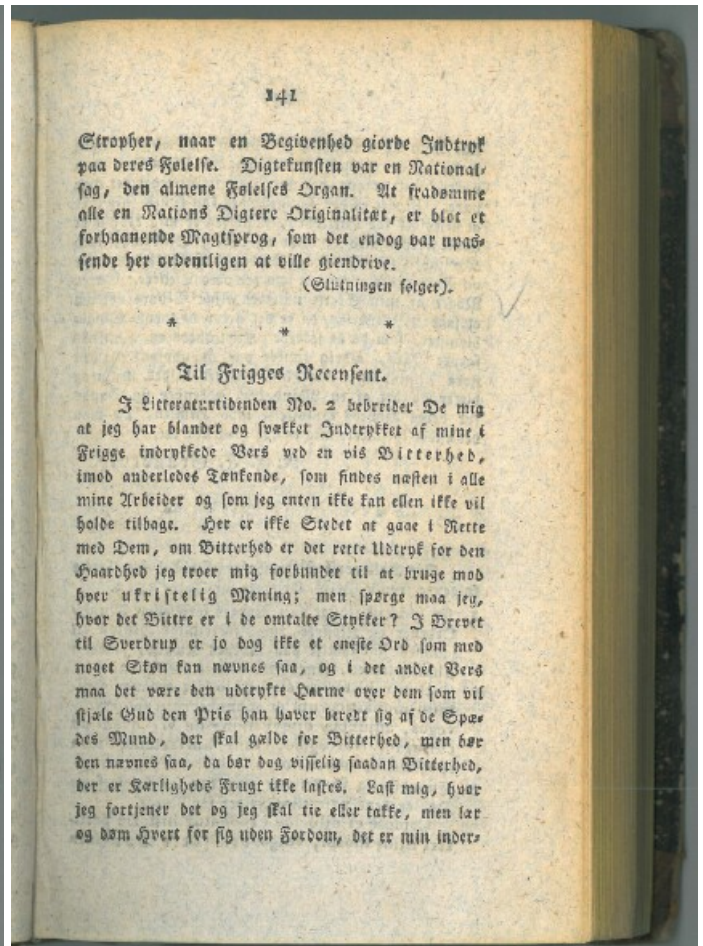 141
Stropher, naar en Begivenhed giorde Indtryk
paa deres Følelse. Digtekunsten var en National-
sag, den almene Følelses Organ. At fradømme
alle en Nations Digtere Originalitæt, er blot et
forhaanende Magtsprog, som det endog var upas-
sende her ordentligen at ville giendrive.
(Slutningen følger).
* * *
Til Frigges Recensent.
I Litteraturtidenden No. 2 bebreider De mig
at jeg har blandet og svækket Indtrykket af mine i
Frigge indrykkede Vers ved en vis Bitterhed,
imod anderledes Tænkende, som findes næsten i alle
mine Arbeider og som jeg enten ikke kan ellen ikke vil
holde tilbage. Her er ikke Stedet at gaae i Rette
med Dem, om Bitterhed er det rette Udtryk for den
Haardhed jeg troer mig forbundet til at bruge mod
hver ukristelig Mening; men spørge maa jeg,
hvor det Bittre er i de omtalte Stykker? I Brevet
til Sverdrup er jo dog ikke et eneste Ord som med
noget Skøn kan nævnes saa, og i det andet Vers
maa det være den udtrykte Harme over dem som vil
stjæle Gud den Pris han haver beredt sig af de Spæ-
des Mund, der skal gælde for Bitterhed, men bør
den nævnes saa, da bør dog visselig saadan Bitterhed,
der er Kærligheds Frugt ikke lastes. Last mig, hvor
jeg fortjener det og jeg skal tie eller takke, men lær
og døm Hvert for sig uden Fordom, det er min inder-